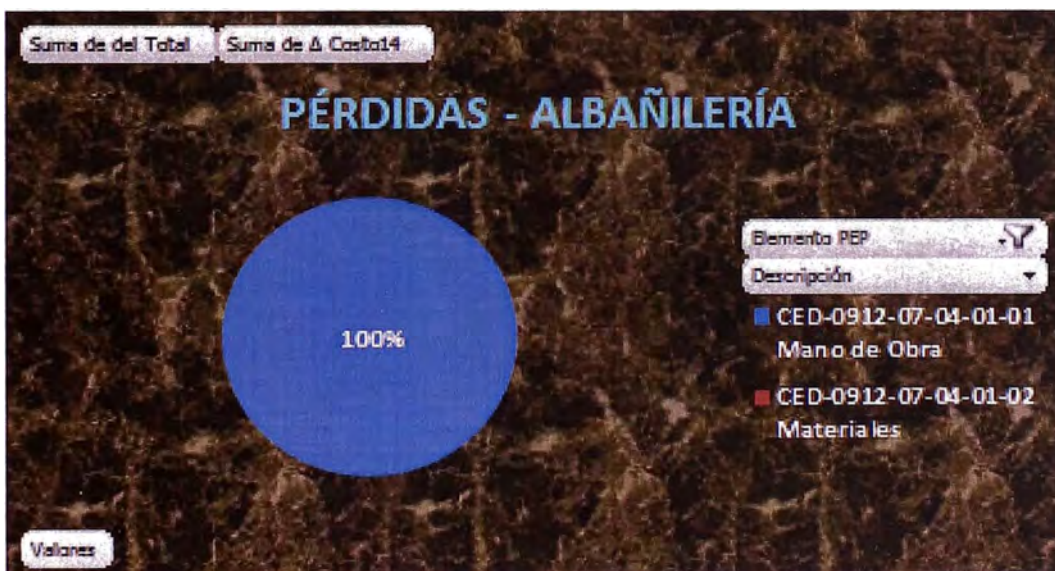 Suma de del Total Suma de Δ Costo14
PÉRDIDAS - ALBAÑILERÍA
100%
Elemento PEP
Descripción
CED-0912-07-04-01-01
Mano de Obra
CED-0912-07-04-01-02
Materiales
Valores